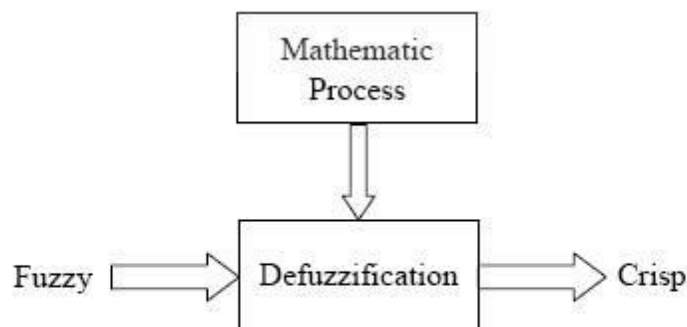 Mathematic
Process
Fuzzy
Defuzzification
Crisp